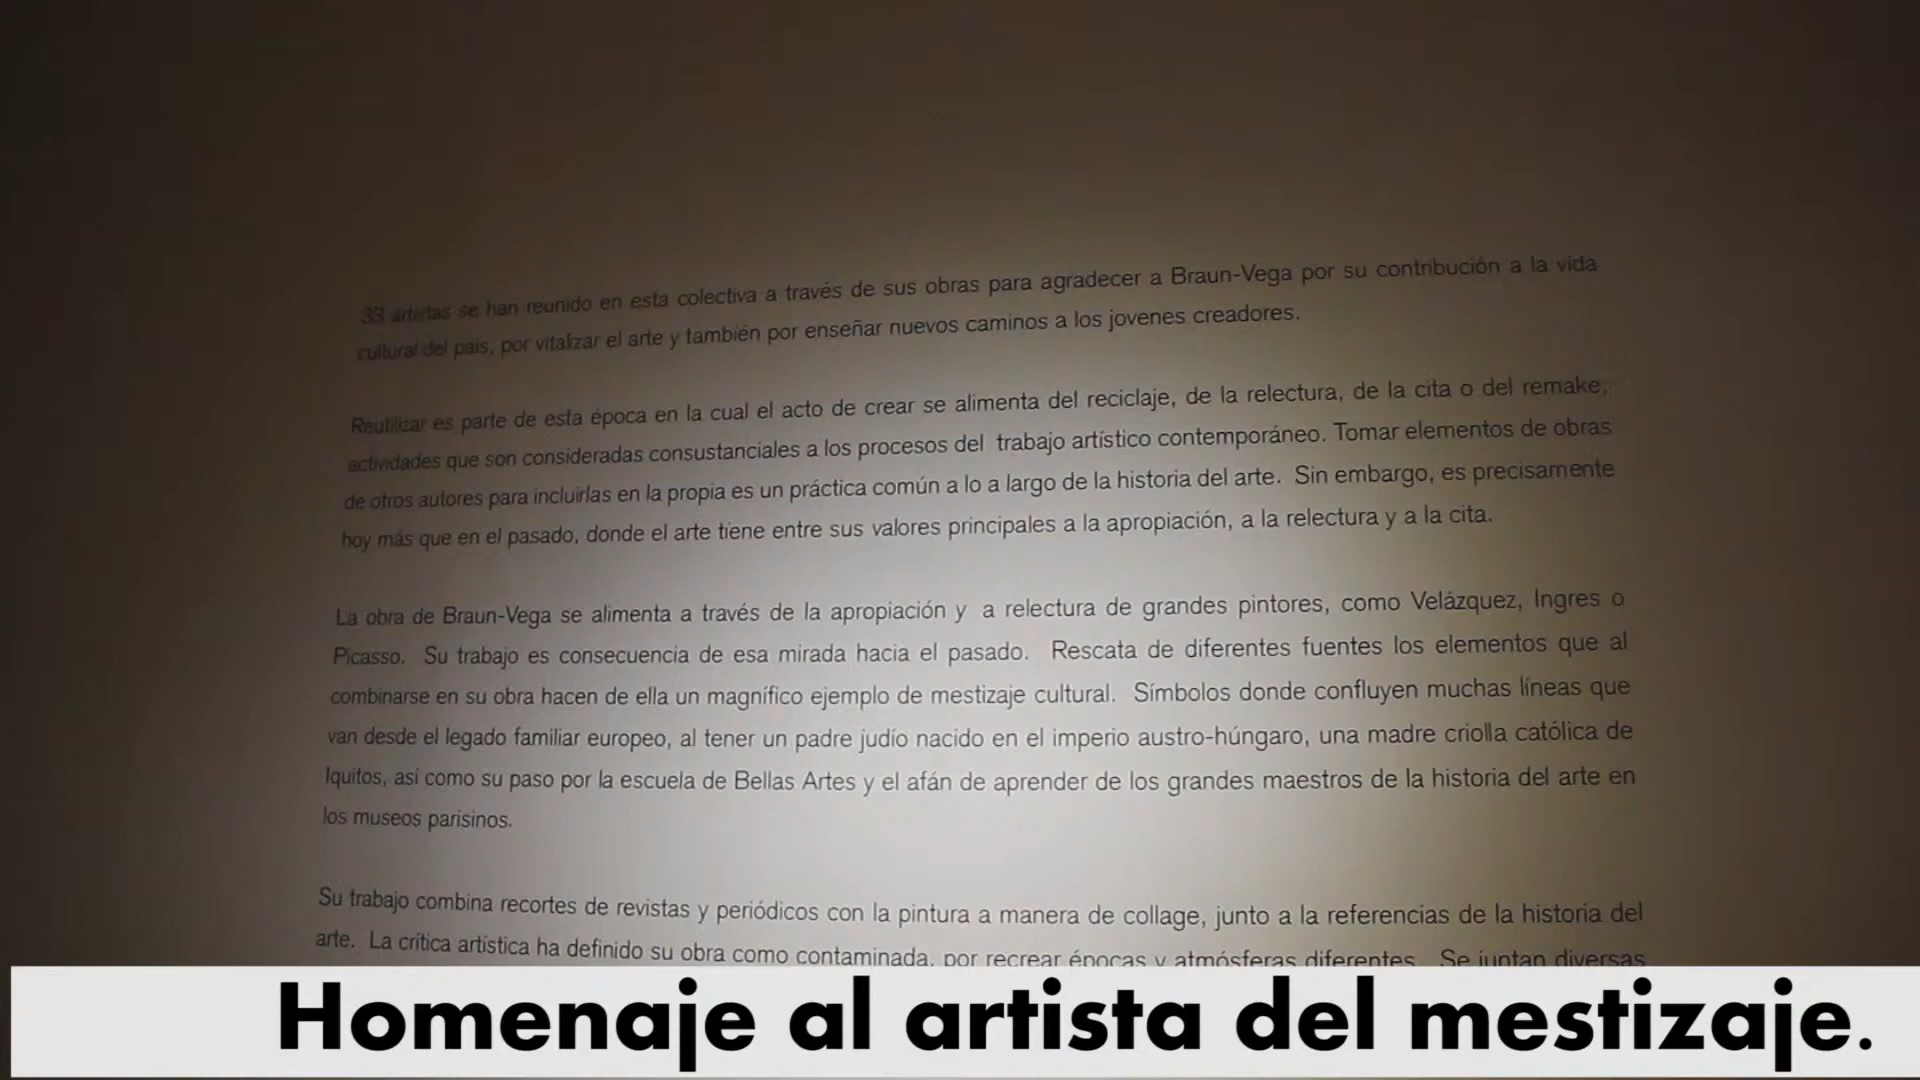 33 artistas se han reunido en esta colectiva a través de sus obras para agradecer a Braun-Vega por su contribución a la vida
cultural del país, por vitalizar el arte y también por enseñar nuevos caminos a los jovenes creadores.
Reutilizar es parte de esta época en la cual el acto de crear se alimenta del reciclaje, de la relectura, de la cita o del remake;
actividades que son consideradas consustanciales a los procesos del trabajo artístico contemporáneo. Tomar elementos de obras
de otros autores para incluirlas en la propia es un práctica común a lo a largo de la historia del arte. Sin embargo, es precisamente
hoy más que en el pasado, donde el arte tiene entre sus valores principales a la apropiación, a la relectura y a la cita.
La obra de Braun-Vega se alimenta a través de la apropiación y a relectura de grandes pintores, como Velázquez, Ingres o
Picasso. Su trabajo es consecuencia de esa mirada hacia el pasado. Rescata de diferentes fuentes los elementos que al
combinarse en su obra hacen de ella un magnífico ejemplo de mestizaje cultural. Símbolos donde confluyen muchas líneas que
van desde el legado familiar europeo, al tener un padre judío nacido en el imperio austro-húngaro, una madre criolla católica de
Iquitos, así como su paso por la escuela de Bellas Artes y el afán de aprender de los grandes maestros de la historia del arte en
los museos parisinos.
Su trabajo combina recortes de revistas y periódicos con la pintura a manera de collage, junto a la referencias de la historia del
arte. La crítica artística ha definido su obra como contaminada, por recrear épocas y atmósferas diferentes. Se juntan diversas
Homenaje al artista del mestizaje.